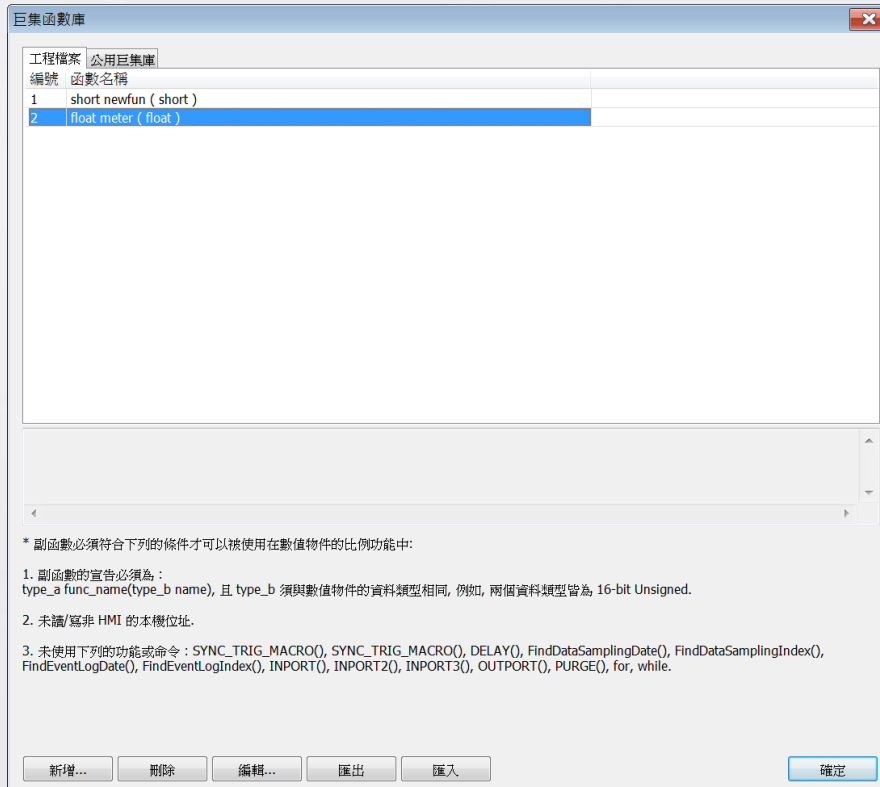 巨集函數庫
工程檔案 公用巨集庫
編號 函數名稱
1 short newfun ( short )
2 float meter ( float )
* 副函數必須符合下列的條件才可以被使用在數值物件的比例功能中:
1. 副函數的宣告必須為：
type_a func_name(type_b name), 且 type_b 須與數值物件的資料類型相同, 例如, 兩個資料類型皆為 16-bit Unsigned.
2. 未讀/寫非 HMI 的本機位址.
3. 未使用下列的功能或命令：SYNC_TRIG_MACRO(), SYNC_TRIG_MACRO(), DELAY(), FindDataSamplingDate(), FindDataSamplingIndex(),
FindEventLogDate(), FindEventLogIndex(), INPORT(), INPORT2(), INPORT3(), OUTPORT(), PURGE(), for, while.
新增... 刪除 編輯... 匯出 匯入 確定